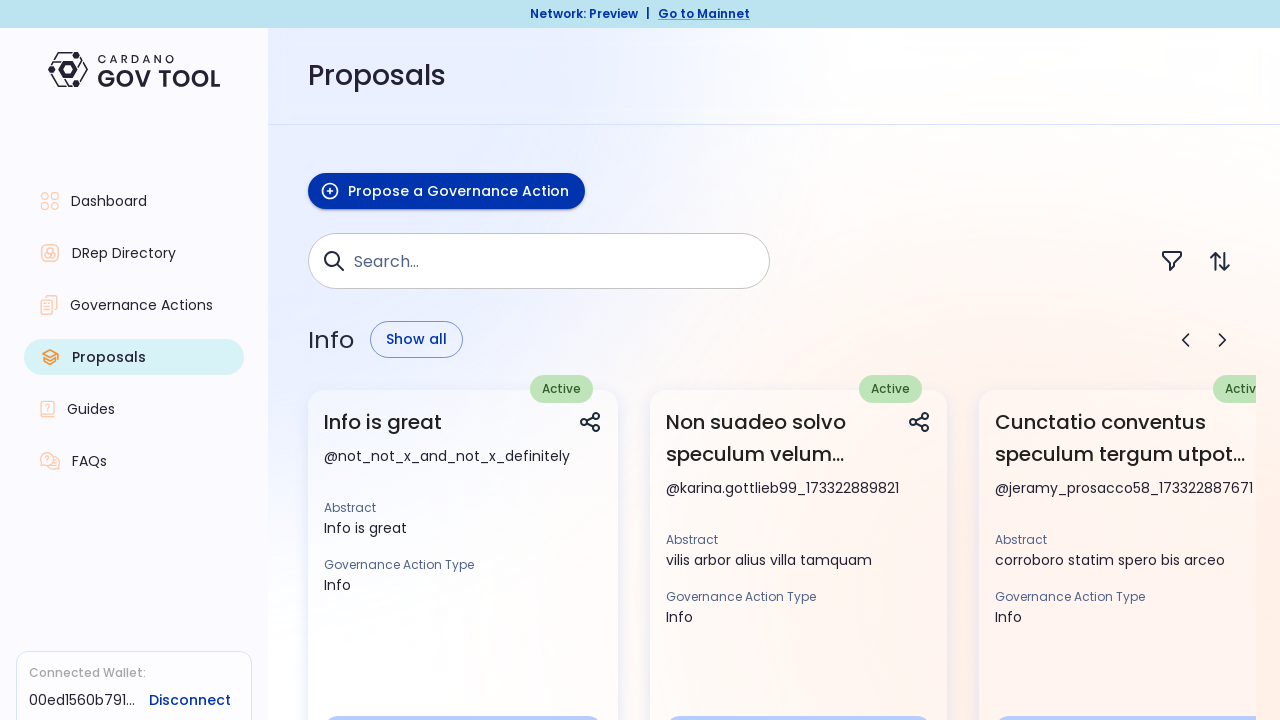 Network: Preview | Go to Mainnet
CARDANO
GOV TOOL
Proposals
Dashboard
DRep Directory
Governance Actions
Proposals
Guides
FAQs
Connected Wallet:
00ed1560b791... Disconnect
Propose a Governance Action
Search...
Info Show all
Active
Info is great
@not_not_x_and_not_x_definitely
Abstract
Info is great
Governance Action Type
Info
Active
Non suadeo solvo
speculum velum...
@karina.gottlieb99_173322889821
Abstract
vilis arbor alius villa tamquam
Governance Action Type
Info
Activ
Cunctatio conventus
speculum tergum utpot...
@jeramy_prosacco58_173322887671
Abstract
corroboro statim spero bis arceo
Governance Action Type
Info